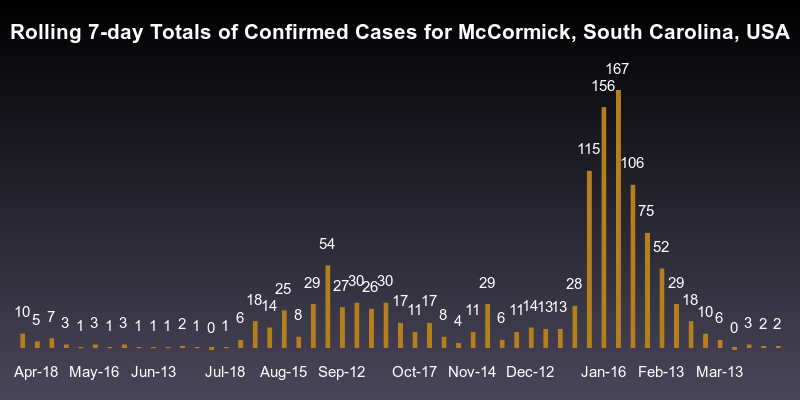 Rolling 7-day Totals of Confirmed Cases for McCormick, South Carolina, USA
10 5 7 3 1 3 1 3 1 1 1 2 1 0 1 6 18 14 25 8 29 54 27 30 26 30 17 11 17 8 4 11 29 6 11 14 13 13 28 115 156 167 106 75 52 29 18 10 6 0 3 2 2
Apr-18 May-16 Jun-13 Jul-18 Aug-15 Sep-12 Oct-17 Nov-14 Dec-12 Jan-16 Feb-13 Mar-13